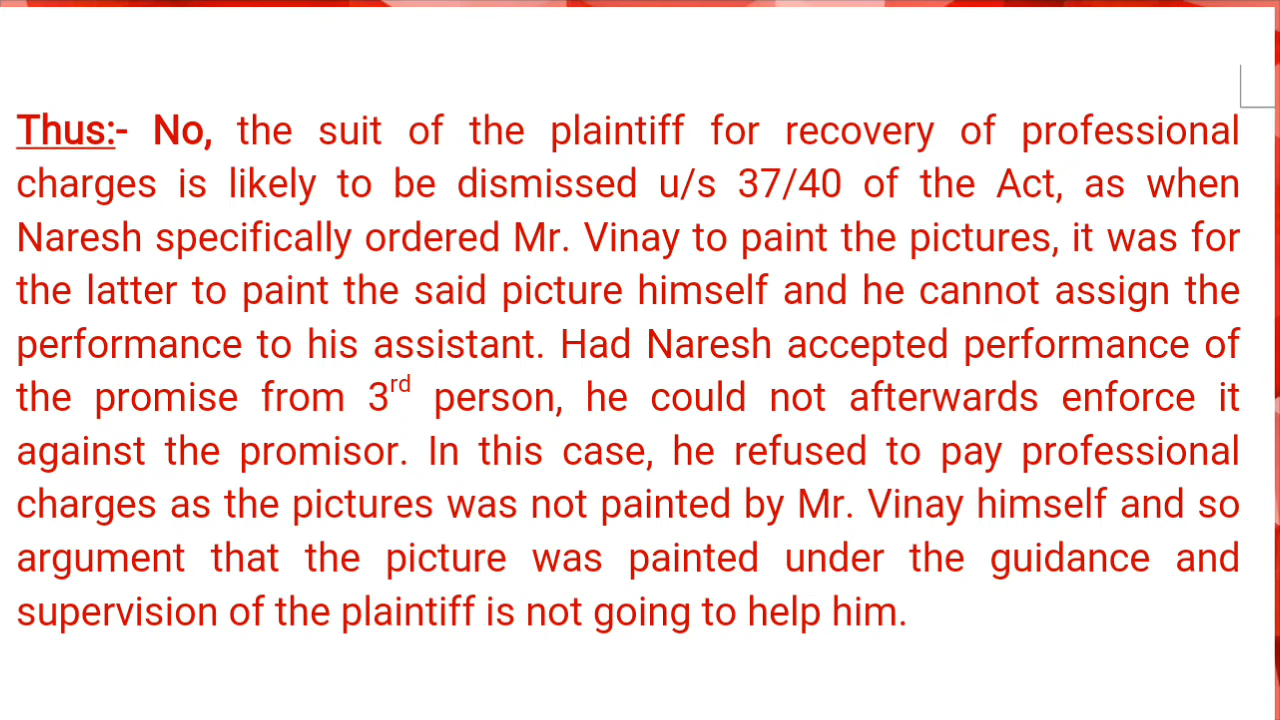 Thus:- No, the suit of the plaintiff for recovery of professional
charges is likely to be dismissed u/s 37/40 of the Act, as when
Naresh specifically ordered Mr. Vinay to paint the pictures, it was for
the latter to paint the said picture himself and he cannot assign the
performance to his assistant. Had Naresh accepted performance of
the promise from 3rd person, he could not afterwards enforce it
against the promisor. In this case, he refused to pay professional
charges as the pictures was not painted by Mr. Vinay himself and so
argument that the picture was painted under the guidance and
supervision of the plaintiff is not going to help him.